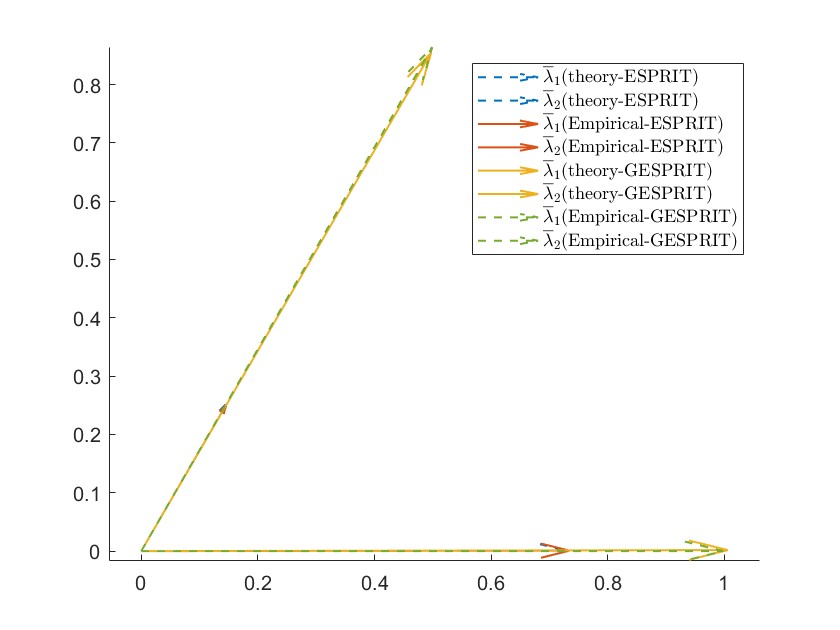 0.8
0.7
0.6
0.5
0.4
0.3
0.2
0.1
0
0 0.2 0.4 0.6 0.8 1
λ̅₁(theory-ESPRIT)
λ̅₂(theory-ESPRIT)
λ̅₁(Empirical-ESPRIT)
λ̅₂(Empirical-ESPRIT)
λ̅₁(theory-GESPRIT)
λ̅₂(theory-GESPRIT)
λ̅₁(Empirical-GESPRIT)
λ̅₂(Empirical-GESPRIT)